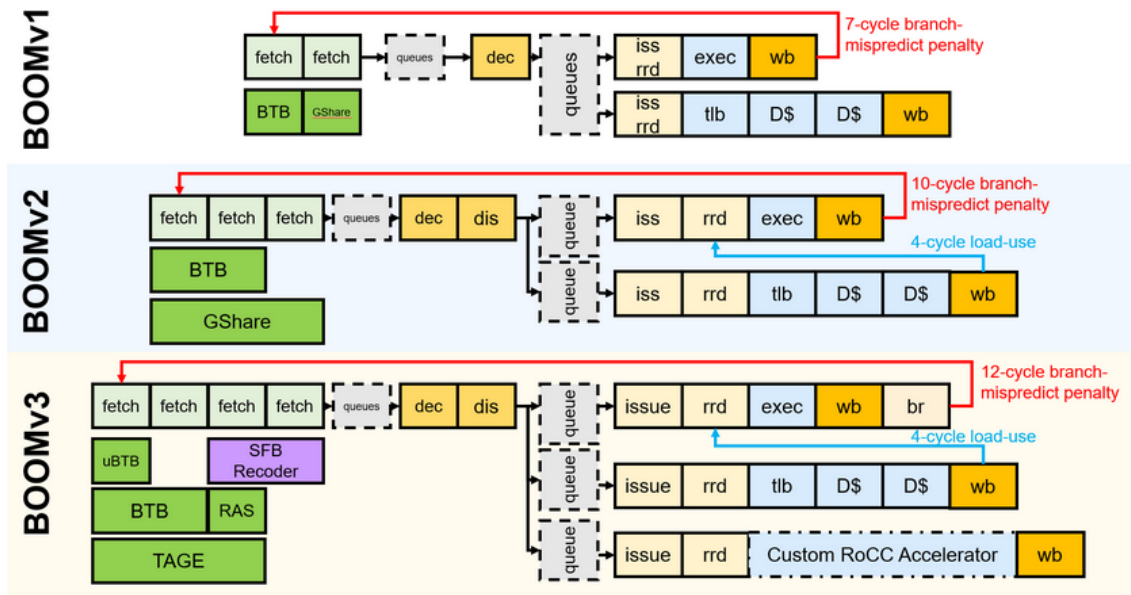 BOOMv1
7-cycle branch-
mispredict penalty
fetch fetch queues dec queues iss rrd exec wb
BTB GShare
iss rrd tlb D$ D$ wb
BOOMv2
10-cycle branch-
mispredict penalty
fetch fetch fetch queues dec dis queue iss rrd exec wb
4-cycle load-use
BTB
queue iss rrd tlb D$ D$ wb
GShare
BOOMv3
12-cycle branch-
mispredict penalty
fetch fetch fetch fetch queues dec dis queue issue rrd exec wb br
4-cycle load-use
uBTB SFB
Recoder
queue issue rrd tlb D$ D$ wb
BTB RAS
TAGE
queue issue rrd Custom RoCC Accelerator wb